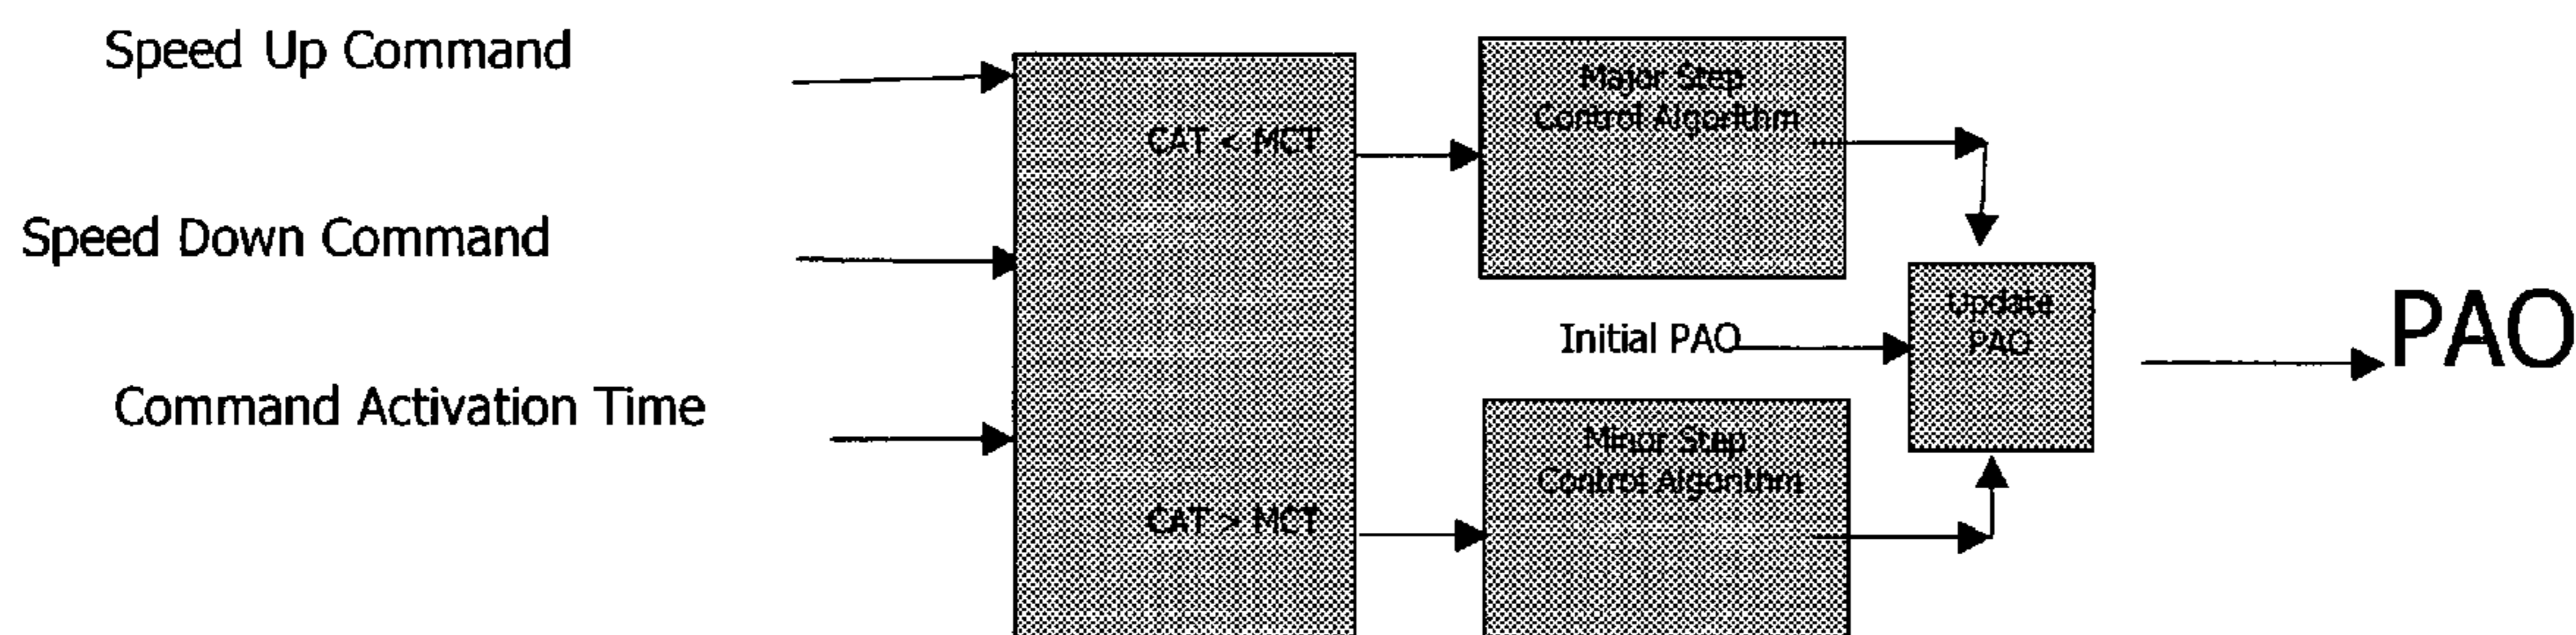 Speed Up Command
Speed Down Command
Command Activation Time
CAT < MCT
CAT > MCT
Major Step
Control Algorithm
Initial PAO
Minor Step
Control Algorithm
Update
PAO
PAO